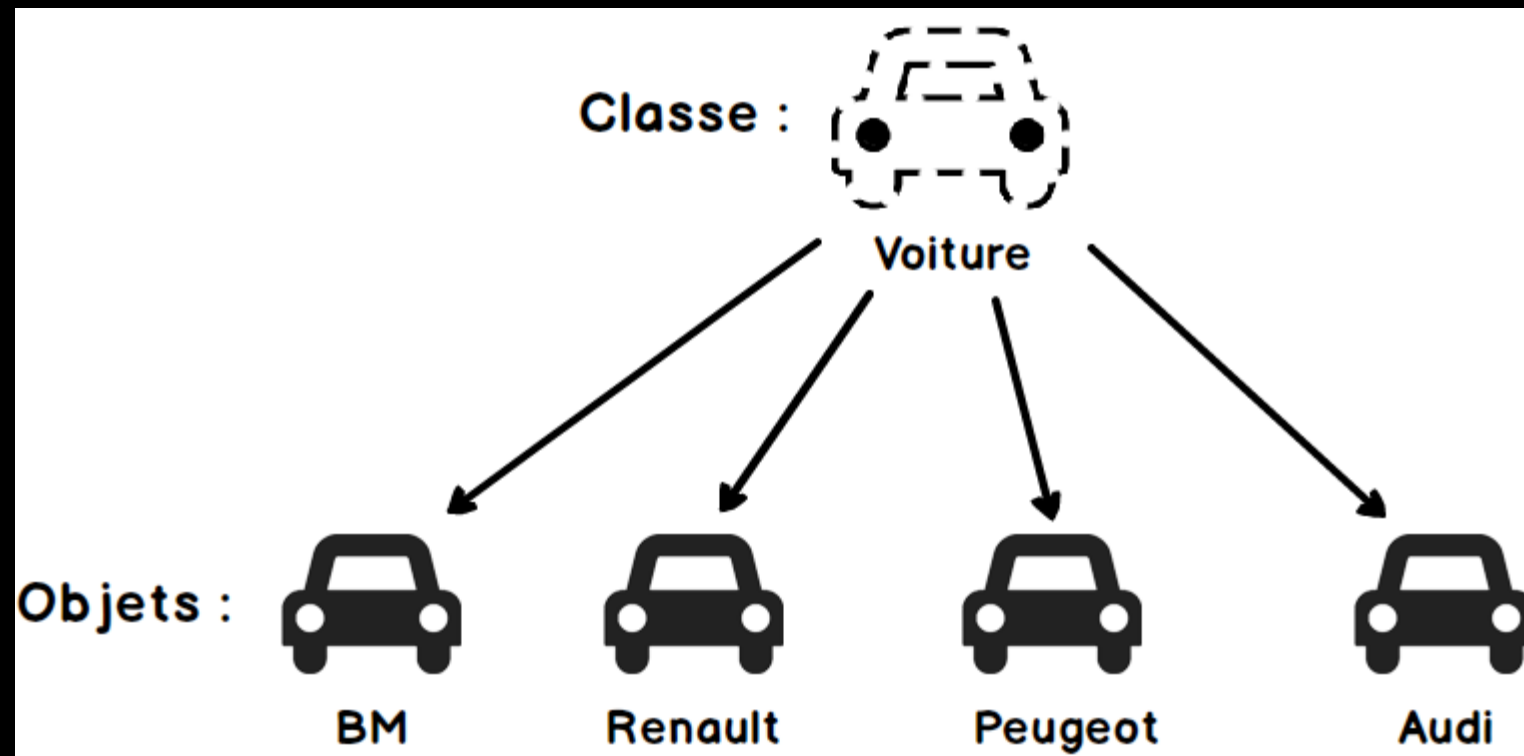 Classe :
Voiture
Objets :
BM
Renault
Peugeot
Audi